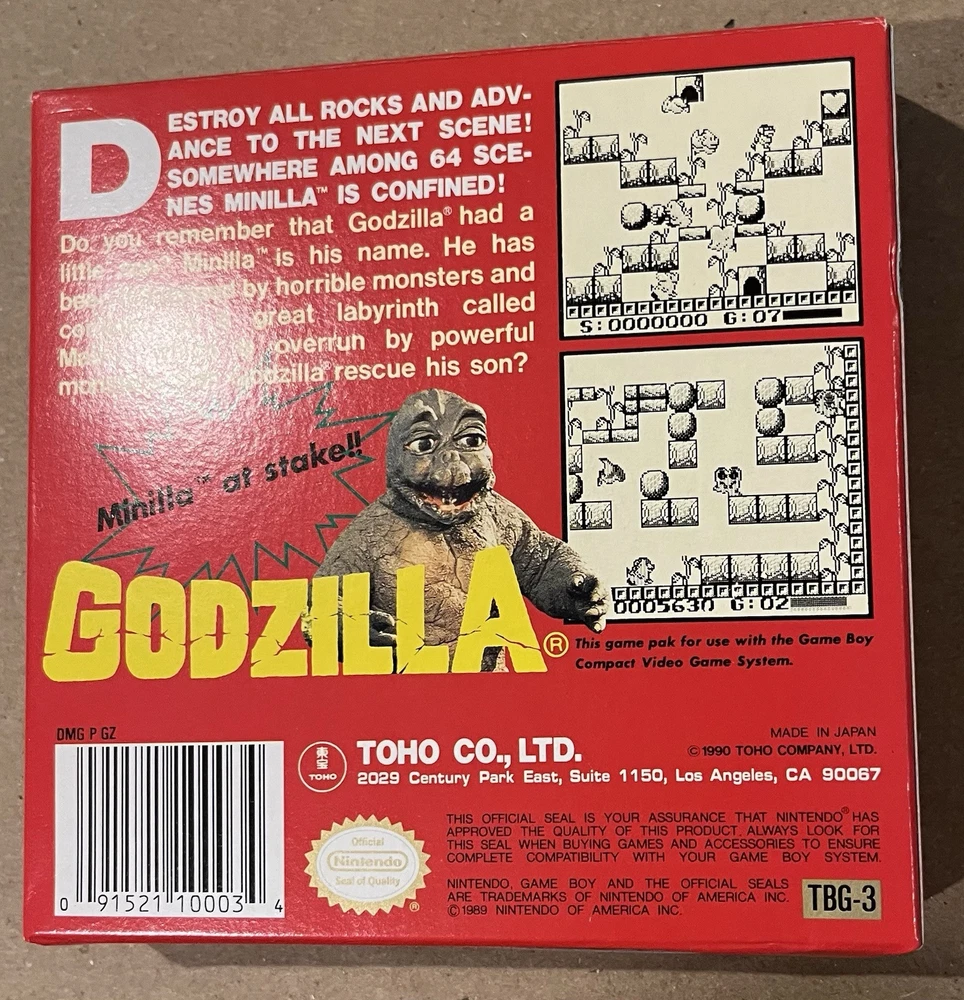 DESTROY ALL ROCKS AND ADV-
ANCE TO THE NEXT SCENE!
SOMEWHERE AMONG 64 SCE-
NES MINILLA™ IS CONFINED!
Do you remember that Godzilla® had a
little Minilla™ is his name. He has
by horrible monsters and
great labyrinth called
overrun by powerful
Godzilla rescue his son?
S:0000000 G:07
Minilla™ at stake!!
GODZILLA®
0005630 G:02
This game pak for use with the Game Boy
Compact Video Game System.
DMG P GZ
0 91521 10003 4
東宝
TOHO
TOHO CO., LTD.
2029 Century Park East, Suite 1150, Los Angeles, CA 90067
MADE IN JAPAN
©1990 TOHO COMPANY, LTD.
Official
Nintendo
Seal of Quality
®
THIS OFFICIAL SEAL IS YOUR ASSURANCE THAT NINTENDO® HAS
APPROVED THE QUALITY OF THIS PRODUCT. ALWAYS LOOK FOR
THIS SEAL WHEN BUYING GAMES AND ACCESSORIES TO ENSURE
COMPLETE COMPATIBILITY WITH YOUR GAME BOY SYSTEM.
NINTENDO, GAME BOY AND THE OFFICIAL SEALS
ARE TRADEMARKS OF NINTENDO OF AMERICA INC.
©1989 NINTENDO OF AMERICA INC.
TBG-3